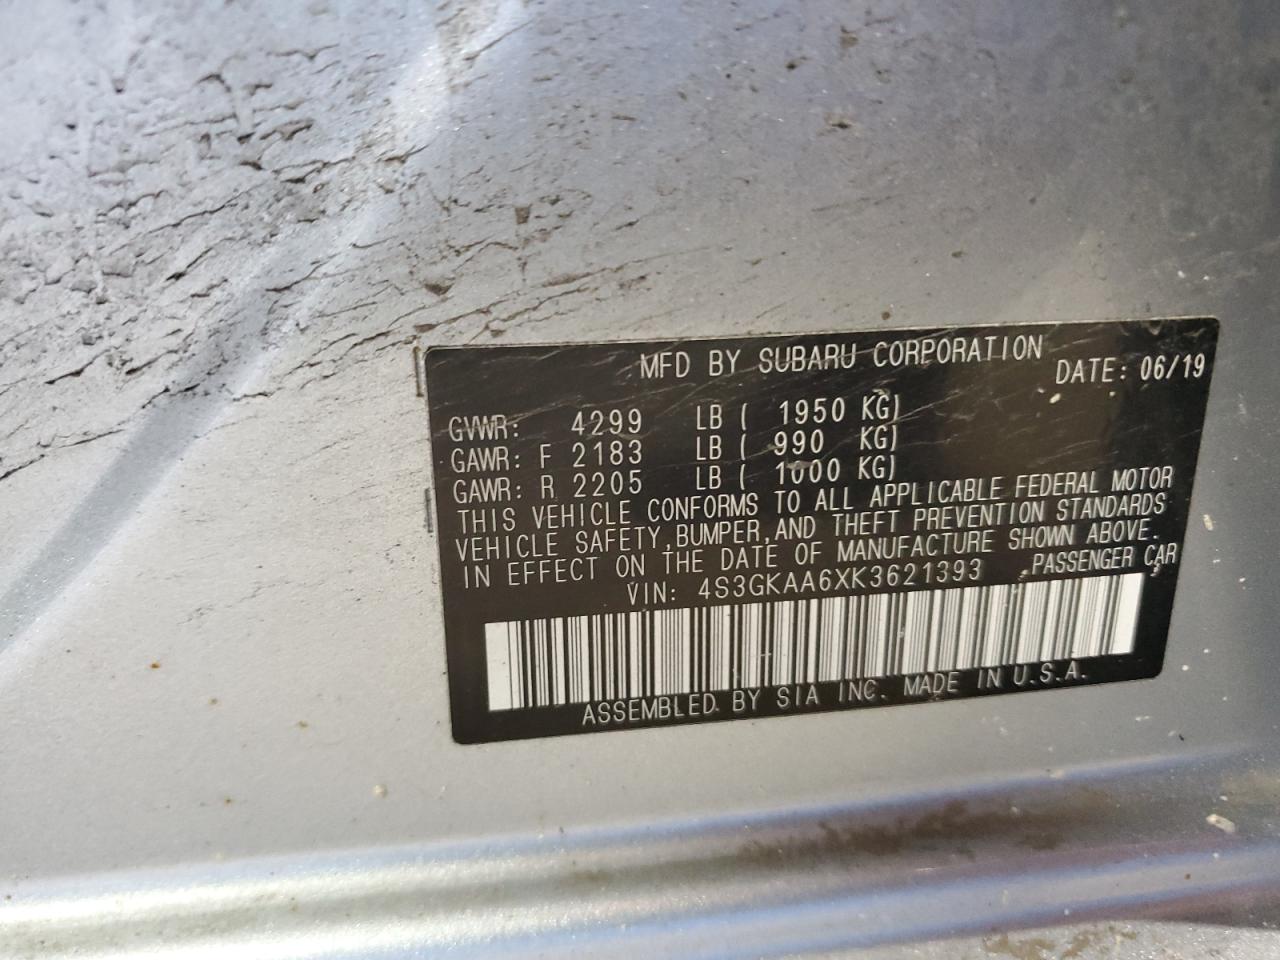 MFD BY SUBARU CORPORATION
DATE: 06/19
GVWR: 4299 LB ( 1950 KG)
GAWR: F 2183 LB ( 990 KG)
GAWR: R 2205 LB ( 1000 KG)
THIS VEHICLE CONFORMS TO ALL APPLICABLE FEDERAL MOTOR
VEHICLE SAFETY, BUMPER, AND THEFT PREVENTION STANDARDS
IN EFFECT ON THE DATE OF MANUFACTURE SHOWN ABOVE.
VIN: 4S3GKAA6XK3621393 PASSENGER CAR
ASSEMBLED BY SIA INC. MADE IN U.S.A.